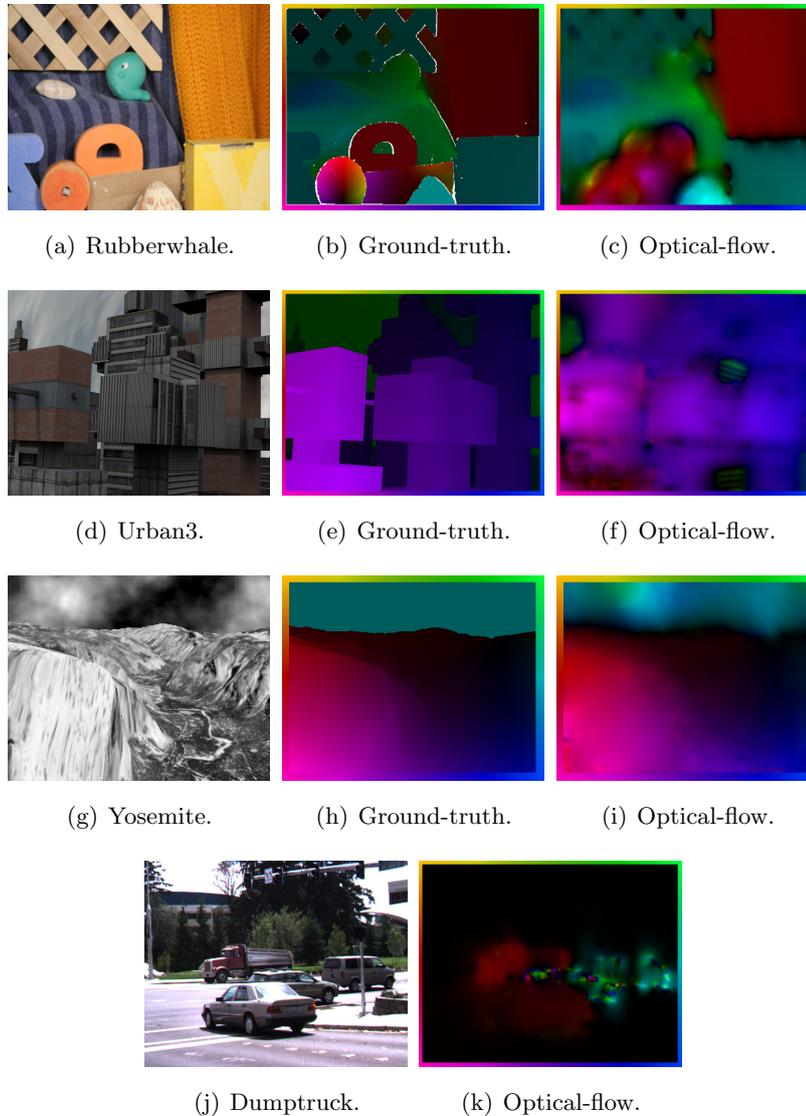 (a) Rubberwhale. (b) Ground-truth. (c) Optical-flow.
(d) Urban3. (e) Ground-truth. (f) Optical-flow.
(g) Yosemite. (h) Ground-truth. (i) Optical-flow.
(j) Dumptruck. (k) Optical-flow.